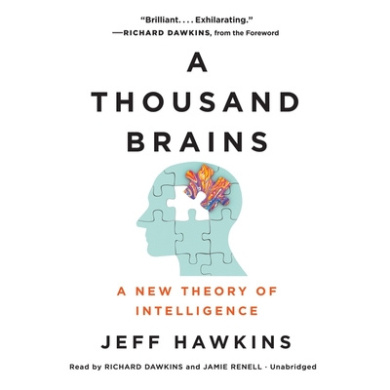 “Brilliant. . . . Exhilarating.”
—RICHARD DAWKINS, from the Foreword
A
THOUSAND
BRAINS
A NEW THEORY OF
INTELLIGENCE
JEFF HAWKINS
Read by RICHARD DAWKINS and JAMIE RENELL · Unabridged